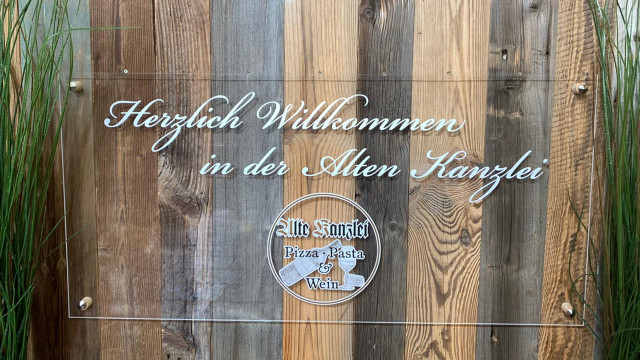 Herzlich Willkommen
in der Alten Kanzlei
Alte Kanzlei
Pizza · Pasta
&
Wein